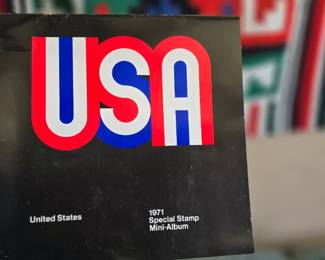 USA
United States
1971
Special Stamp
Mini-Album